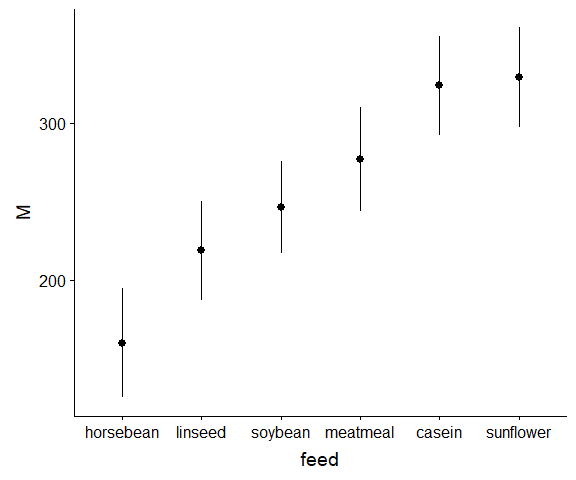 300
M
200
horsebean linseed soybean meatmeal casein sunflower
feed